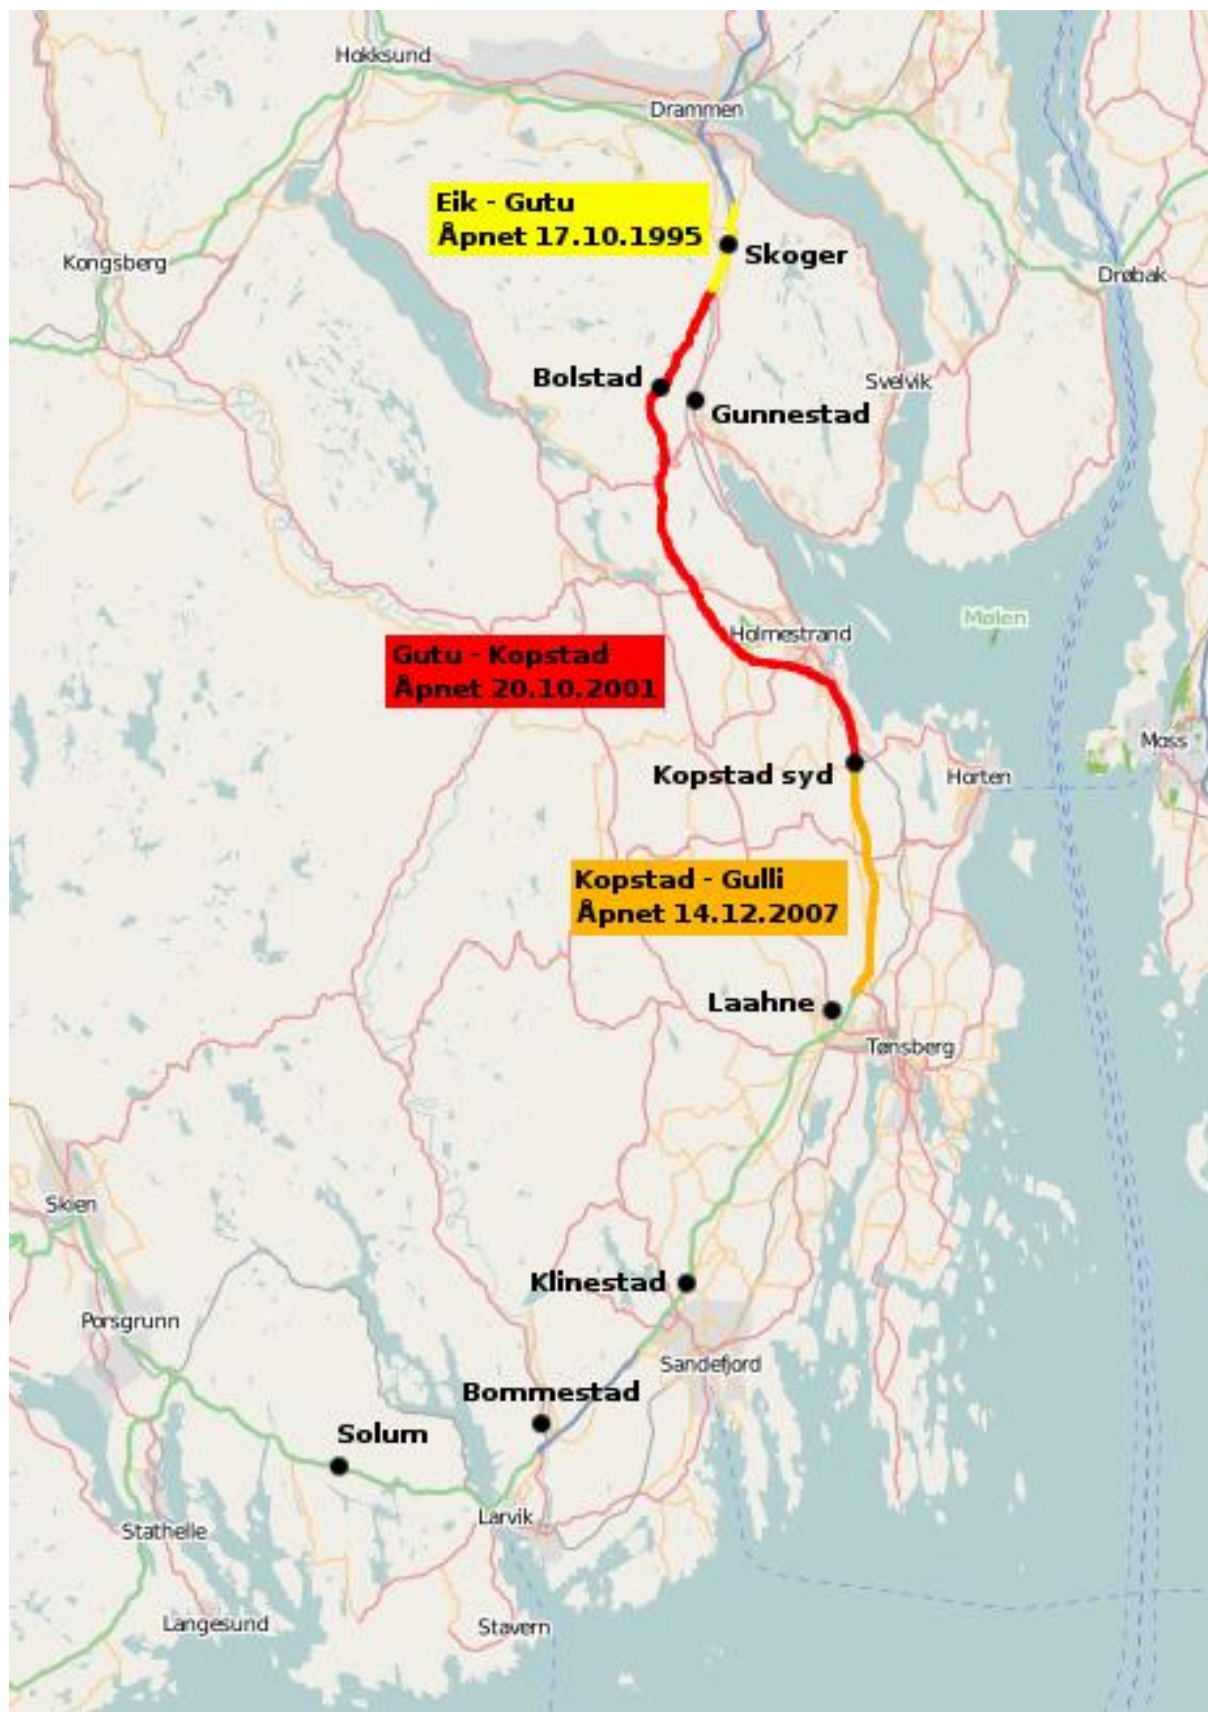 Hokksund
Drammen
Eik - Gutu
Åpnet 17.10.1995
Skoger
Kongsberg
Drøbak
Bolstad
Svelvik
Gunnestad
Mølen
Holmestrand
Gutu - Kopstad
Åpnet 20.10.2001
Moss
Kopstad syd
Horten
Kopstad - Gulli
Åpnet 14.12.2007
Laahne
Tønsberg
Skien
Klinestad
Porsgrunn
Sandefjord
Bommestad
Solum
Larvik
Stathelle
Langesund
Stavern